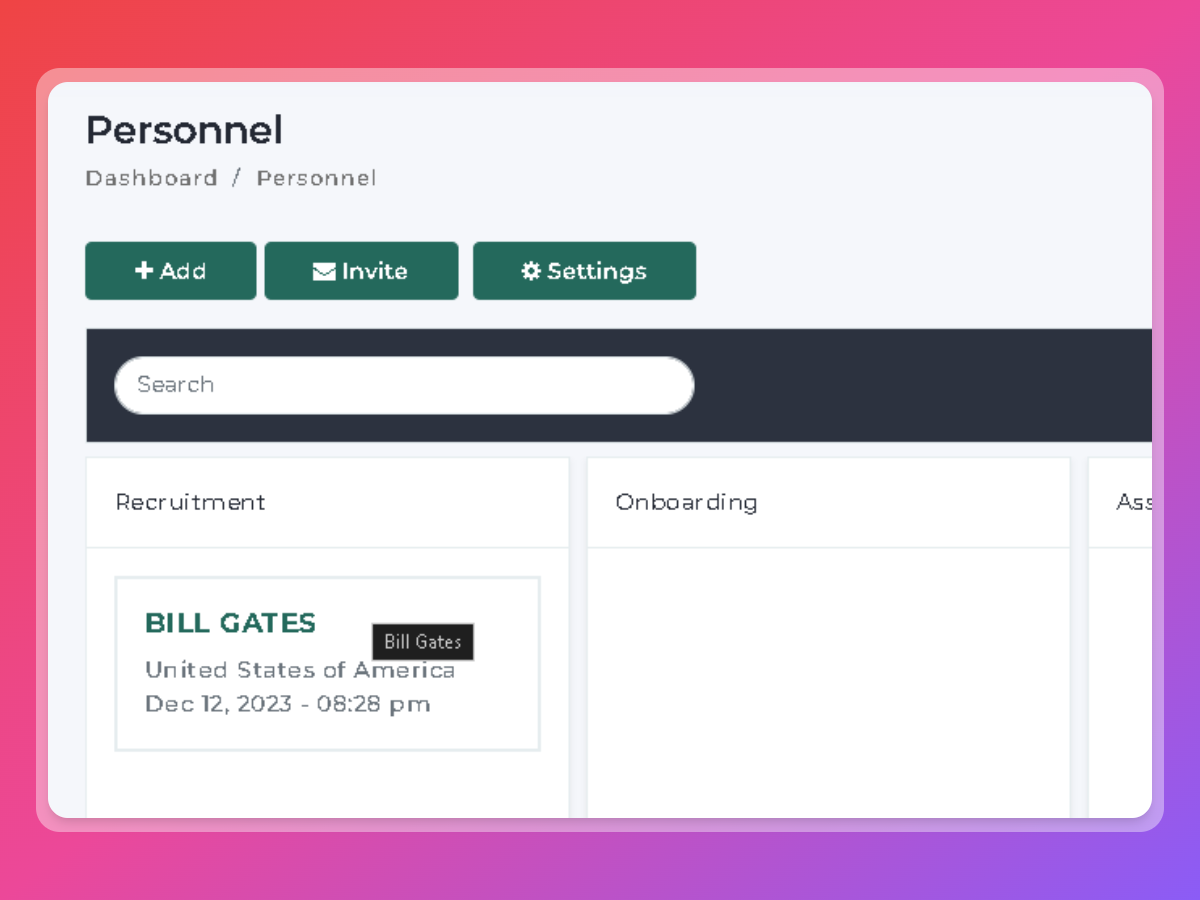 Personnel
Dashboard / Personnel
Add
Invite
Settings
Search
Recruitment
Onboarding
Ass
BILL GATES
Bill Gates
United States of America
Dec 12, 2023 - 08:28 pm